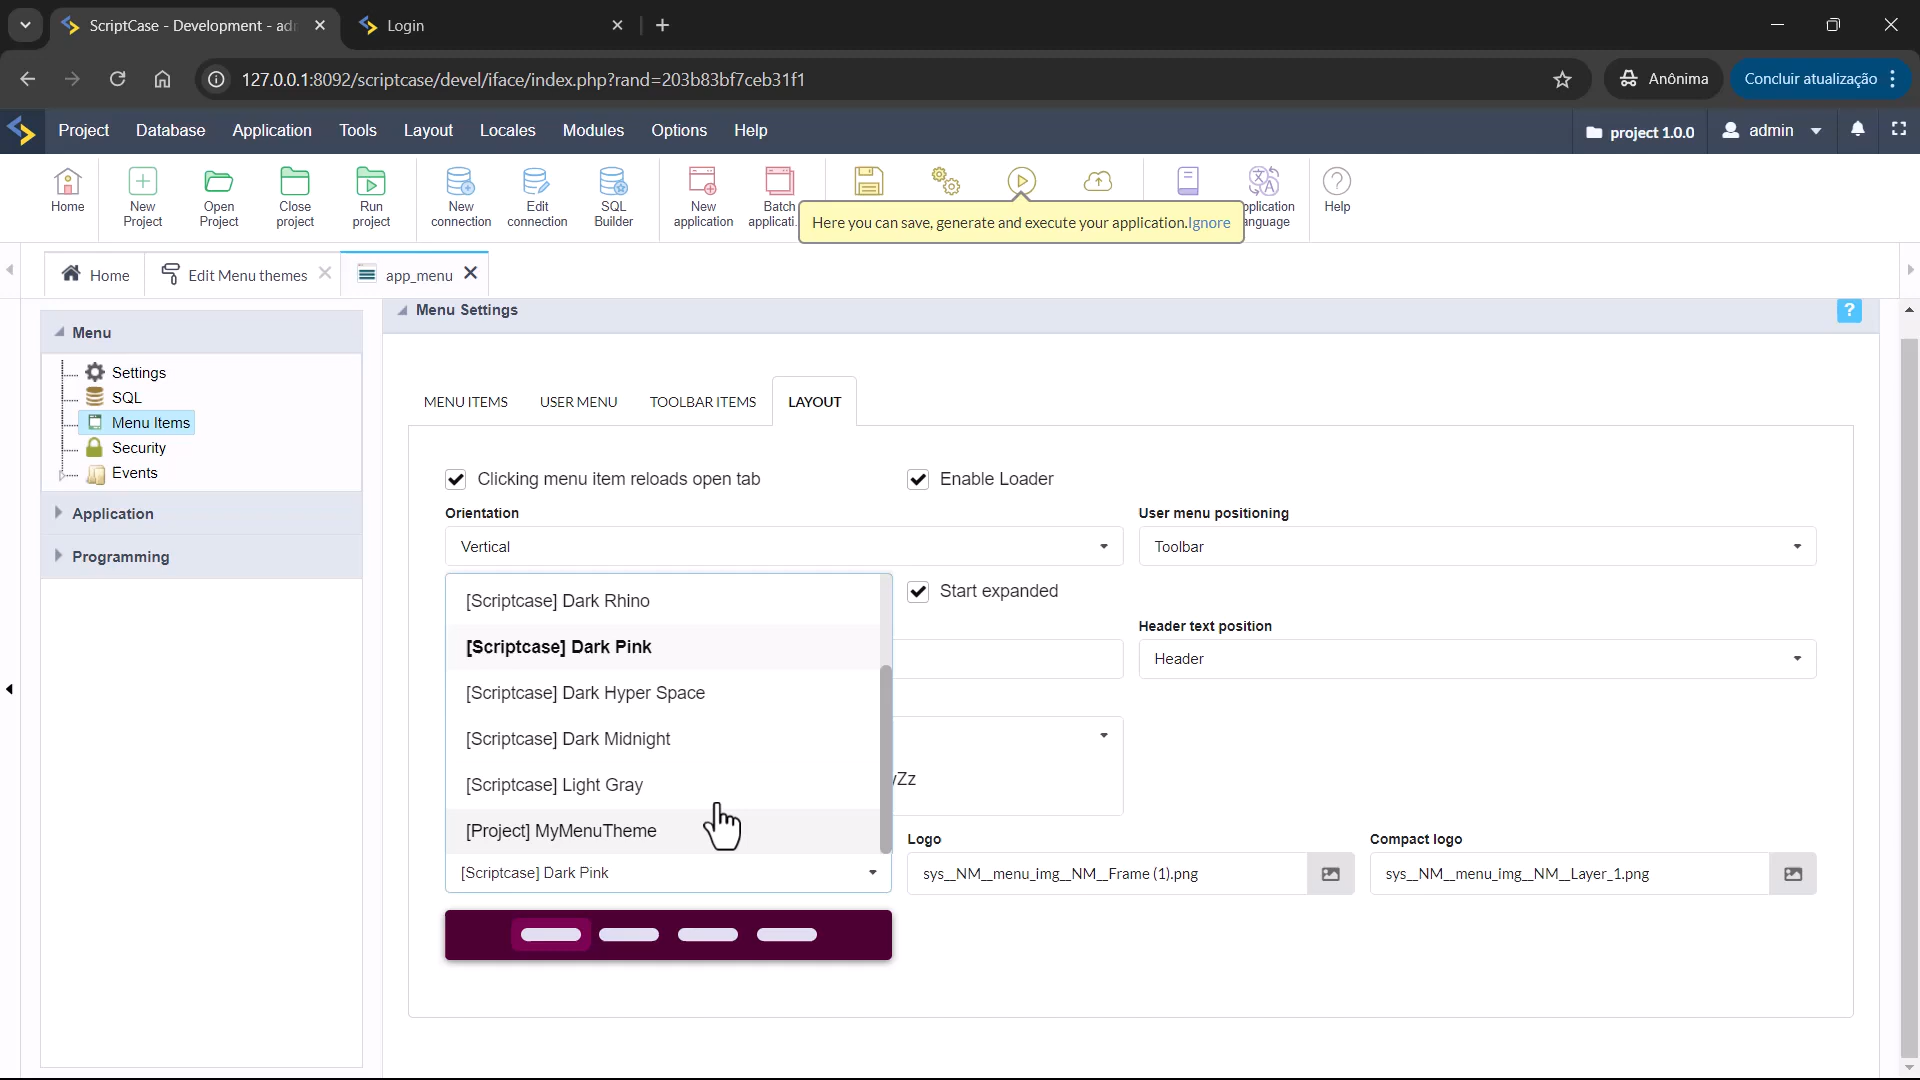 ScriptCase - Development - adm
Login
127.0.0.1:8092/scriptcase/devel/iface/index.php?rand=203b83bf7ceb31f1
Anônima
Concluir atualização
Project Database Application Tools Layout Locales Modules Options Help
project 1.0.0
admin
Home
New Project
Open Project
Close project
Run project
New connection
Edit connection
SQL Builder
New application
Batch applicati..
pplication
anguage
Help
Here you can save, generate and execute your application.Ignore
Home
Edit Menu themes
app_menu
Menu
Settings
SQL
Menu Items
Security
Events
Application
Programming
Menu Settings
?
MENU ITEMS USER MENU TOOLBAR ITEMS LAYOUT
Clicking menu item reloads open tab
Enable Loader
Orientation
Vertical
User menu positioning
Toolbar
Start expanded
Header text position
Header
[Scriptcase] Dark Rhino
[Scriptcase] Dark Pink
[Scriptcase] Dark Hyper Space
[Scriptcase] Dark Midnight
[Scriptcase] Light Gray
[Project] MyMenuTheme
[Scriptcase] Dark Pink
yZz
Logo
sys__NM__menu_img__NM__Frame (1).png
Compact logo
sys__NM__menu_img__NM__Layer_1.png